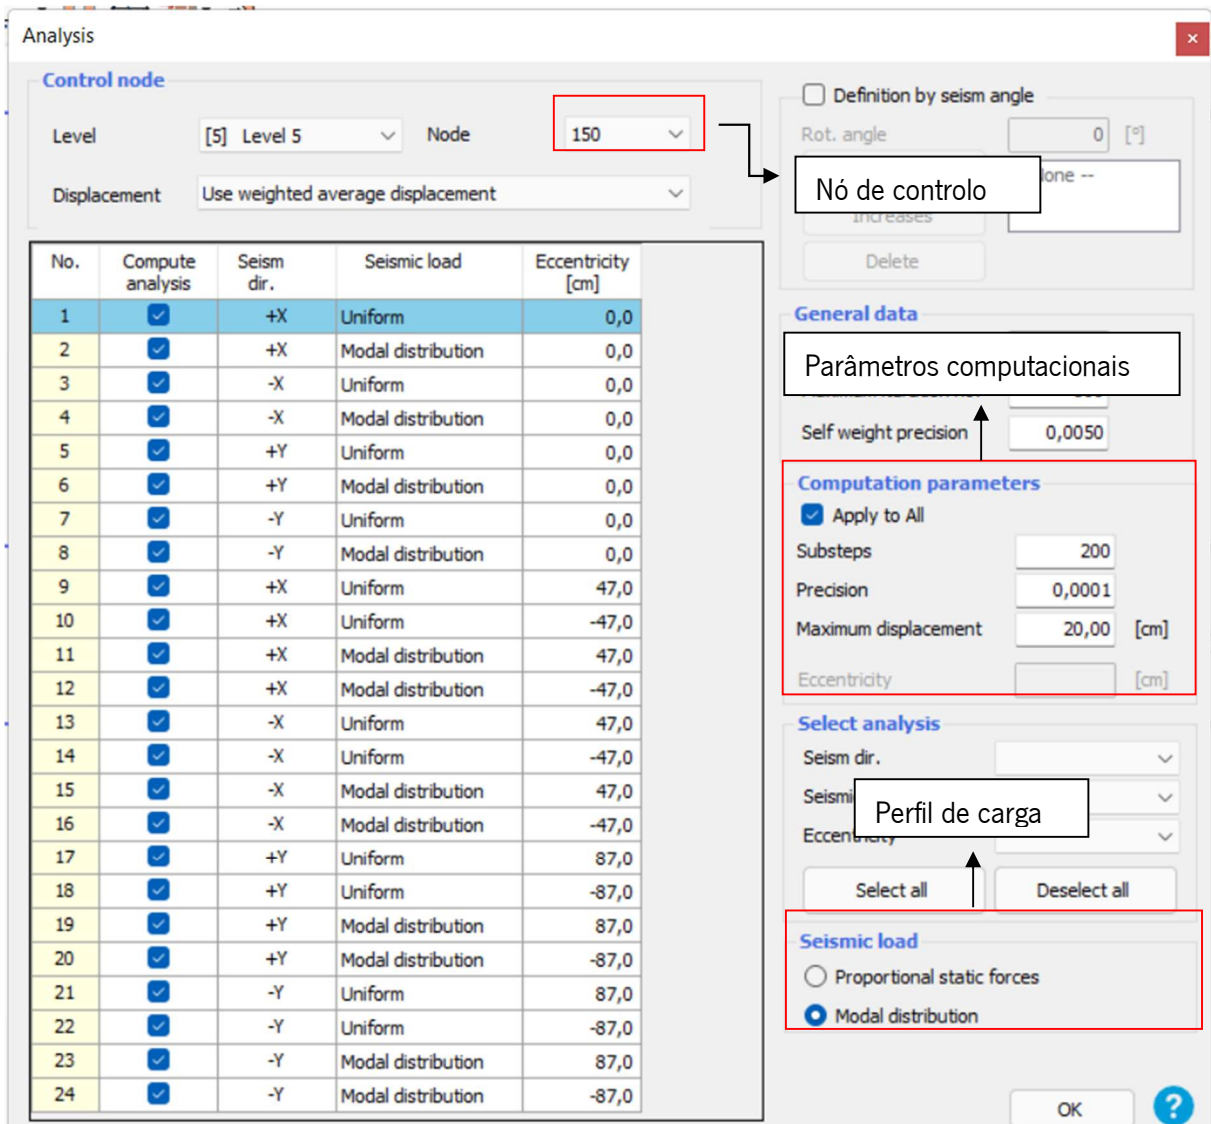 Analysis
Control node
Level [5] Level 5 Node 150
Displacement Use weighted average displacement
Definition by seism angle
Rot. angle 0 [°]
Nó de controlo
Increases
Delete
No. Compute analysis Seism dir. Seismic load Eccentricity [cm]
1 +X Uniform 0,0
2 +X Modal distribution 0,0
3 -X Uniform 0,0
4 -X Modal distribution 0,0
5 +Y Uniform 0,0
6 +Y Modal distribution 0,0
7 -Y Uniform 0,0
8 -Y Modal distribution 0,0
9 +X Uniform 47,0
10 +X Uniform -47,0
11 +X Modal distribution 47,0
12 +X Modal distribution -47,0
13 -X Uniform 47,0
14 -X Uniform -47,0
15 -X Modal distribution 47,0
16 -X Modal distribution -47,0
17 +Y Uniform 87,0
18 +Y Uniform -87,0
19 +Y Modal distribution 87,0
20 +Y Modal distribution -87,0
21 -Y Uniform 87,0
22 -Y Uniform -87,0
23 -Y Modal distribution 87,0
24 -Y Modal distribution -87,0
General data
Parâmetros computacionais
Self weight precision 0,0050
Computation parameters
Apply to All
Substeps 200
Precision 0,0001
Maximum displacement 20,00 [cm]
Eccentricity [cm]
Select analysis
Seism dir.
Perfil de carga
Eccentricity
Select all Deselect all
Seismic load
Proportional static forces
Modal distribution
OK ?